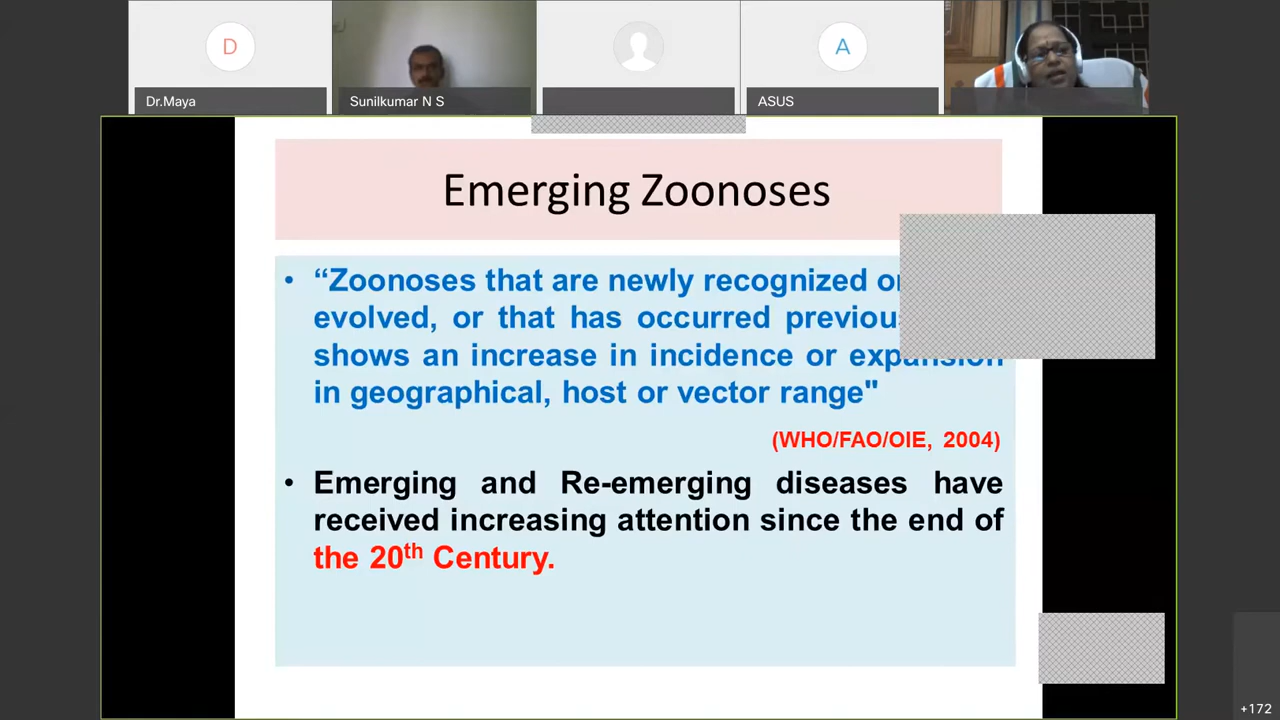 D
A
Dr.Maya
Sunilkumar N S
ASUS
Emerging Zoonoses
• “Zoonoses that are newly recognized
evolved, or that has occurred
shows an increase in incidence or expansion
in geographical, host or vector range"
(WHO/FAO/OIE, 2004)
• Emerging and Re-emerging diseases have
received increasing attention since the end of
the 20th Century.
+172